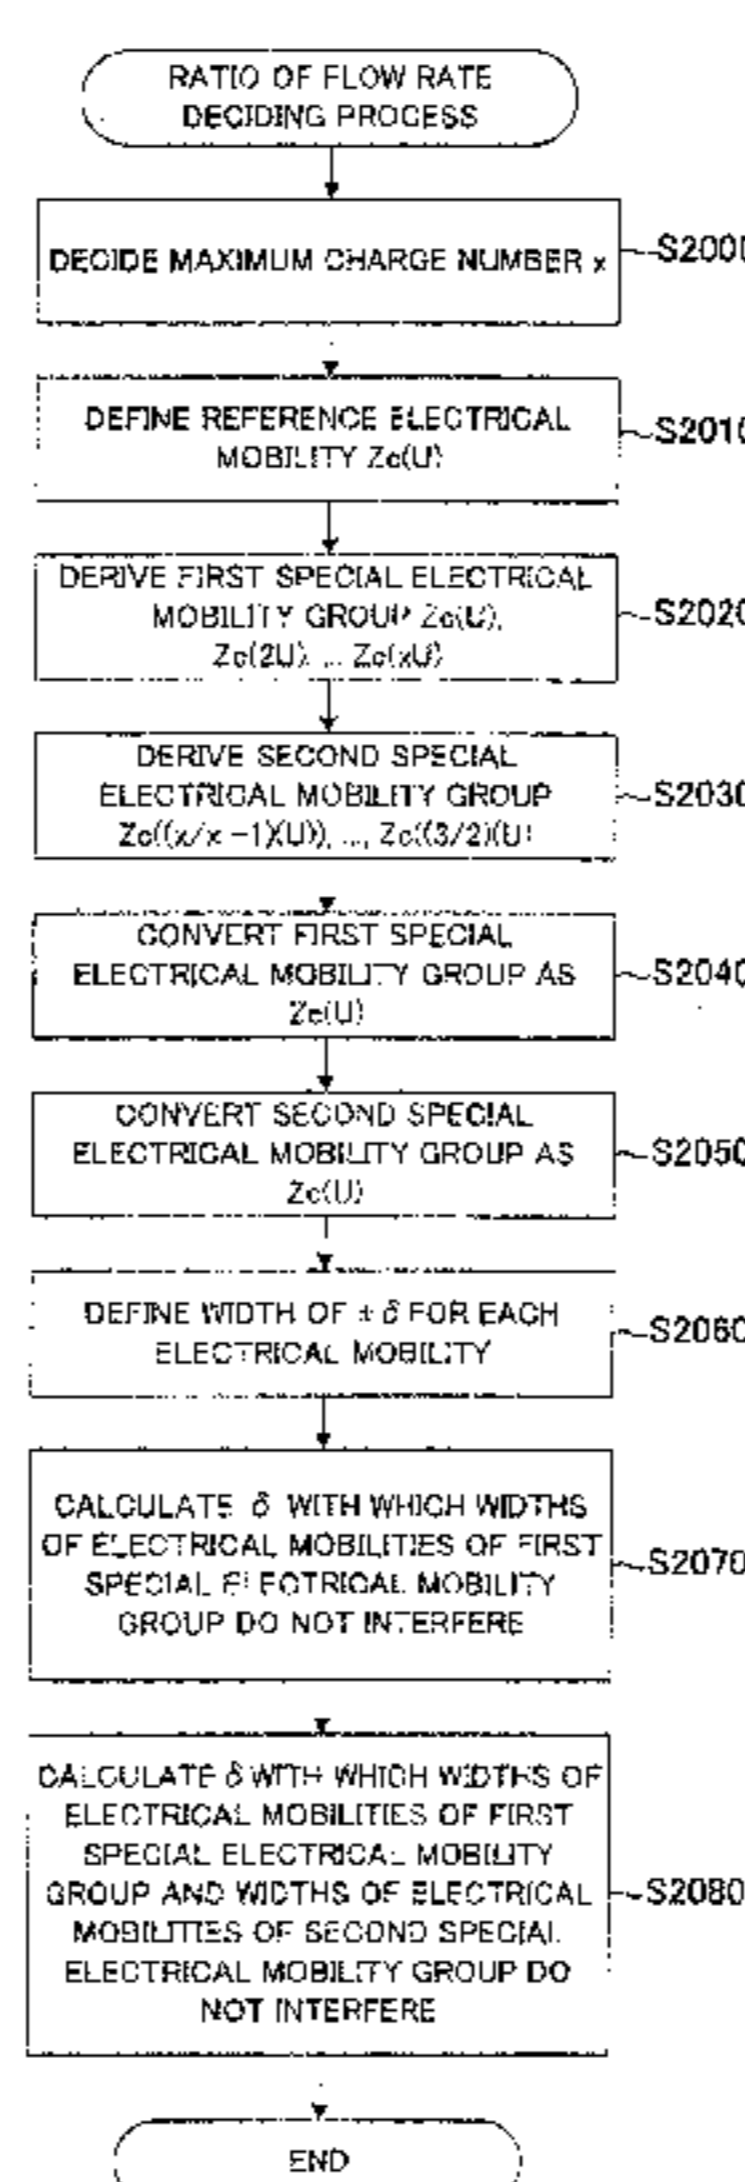 RATIO OF FLOW RATE
DECIDING PROCESS
DECIDE MAXIMUM CHARGE NUMBER x
S2000
DEFINE REFERENCE ELECTRICAL
MOBILITY Zc(U)
S2010
DERIVE FIRST SPECIAL ELECTRICAL
MOBILITY GROUP Zc(U),
Zc(2U), ... Zc(xU)
S2020
DERIVE SECOND SPECIAL
ELECTRICAL MOBILITY GROUP
Zc((x/x-1)(U)), ..., Zc((3/2)(U)
S2030
CONVERT FIRST SPECIAL
ELECTRICAL MOBILITY GROUP AS
Zc(U)
S2040
CONVERT SECOND SPECIAL
ELECTRICAL MOBILITY GROUP AS
Zc(U)
S2050
DEFINE WIDTH OF ± δ FOR EACH
ELECTRICAL MOBILITY
S2060
CALCULATE δ WITH WHICH WIDTHS
OF ELECTRICAL MOBILITIES OF FIRST
SPECIAL ELECTRICAL MOBILITY
GROUP DO NOT INTERFERE
S2070
CALCULATE δ WITH WHICH WIDTHS OF
ELECTRICAL MOBILITIES OF FIRST
SPECIAL ELECTRICAL MOBILITY
GROUP AND WIDTHS OF ELECTRICAL
MOBILITIES OF SECOND SPECIAL
ELECTRICAL MOBILITY GROUP DO
NOT INTERFERE
S2080
END